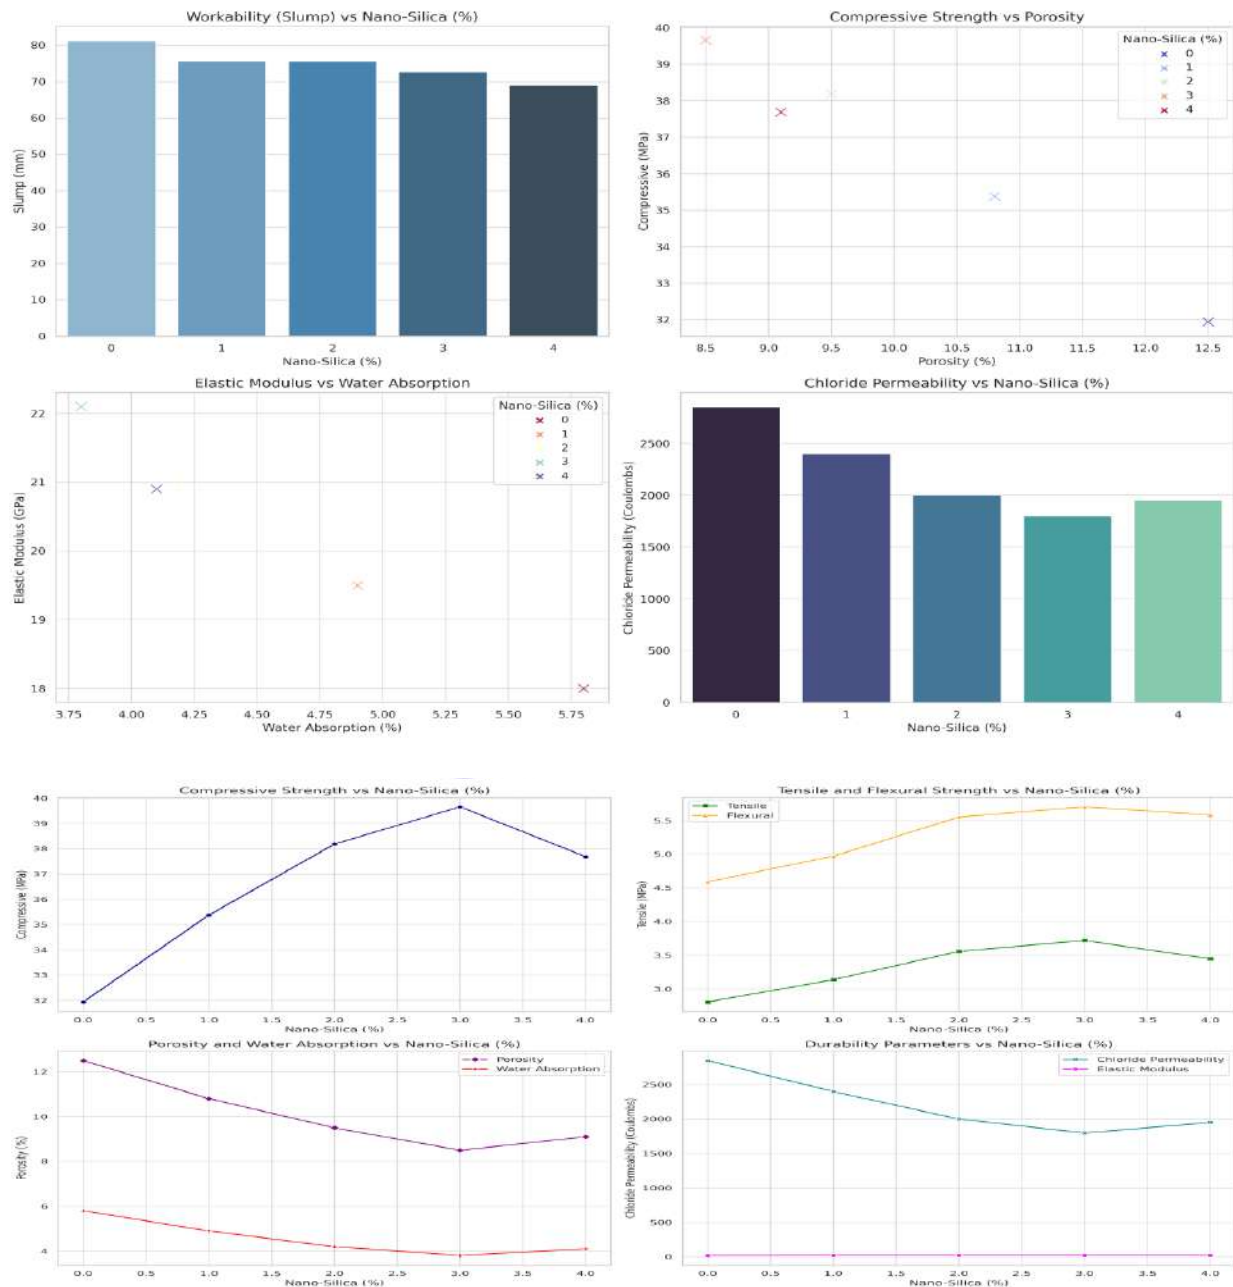 Workability (Slump) vs Nano-Silica (%)
80
70
60
50
40
30
20
10
0
Slump (mm)
0 1 2 3 4
Nano-Silica (%)
Compressive Strength vs Porosity
40
39
38
37
36
35
34
33
32
Compressive (MPa)
Nano-Silica (%)
0
1
2
3
4
8.5 9.0 9.5 10.0 10.5 11.0 11.5 12.0 12.5
Porosity (%)
Elastic Modulus vs Water Absorption
22
21
20
19
18
Elastic Modulus (GPa)
Nano-Silica (%)
0
1
2
3
4
3.75 4.00 4.25 4.50 4.75 5.00 5.25 5.50 5.75
Water Absorption (%)
Chloride Permeability vs Nano-Silica (%)
2500
2000
1500
1000
500
0
Chloride Permeability (Coulombs)
0 1 2 3 4
Nano-Silica (%)
Compressive Strength vs Nano-Silica (%)
40
39
38
37
36
35
34
33
32
Compressive (MPa)
0.0 0.5 1.0 1.5 2.0 2.5 3.0 3.5 4.0
Nano-Silica (%)
Tensile and Flexural Strength vs Nano-Silica (%)
Tensile
Flexural
5.5
5.0
4.5
4.0
3.5
3.0
Tensile (MPa)
0.0 0.5 1.0 1.5 2.0 2.5 3.0 3.5 4.0
Nano-Silica (%)
Porosity and Water Absorption vs Nano-Silica (%)
Porosity
Water Absorption
12
10
8
6
4
Porosity (%)
0.0 0.5 1.0 1.5 2.0 2.5 3.0 3.5 4.0
Nano-Silica (%)
Durability Parameters vs Nano-Silica (%)
Chloride Permeability
Elastic Modulus
2500
2000
1500
1000
500
0
Chloride Permeability (Coulombs)
0.0 0.5 1.0 1.5 2.0 2.5 3.0 3.5 4.0
Nano-Silica (%)